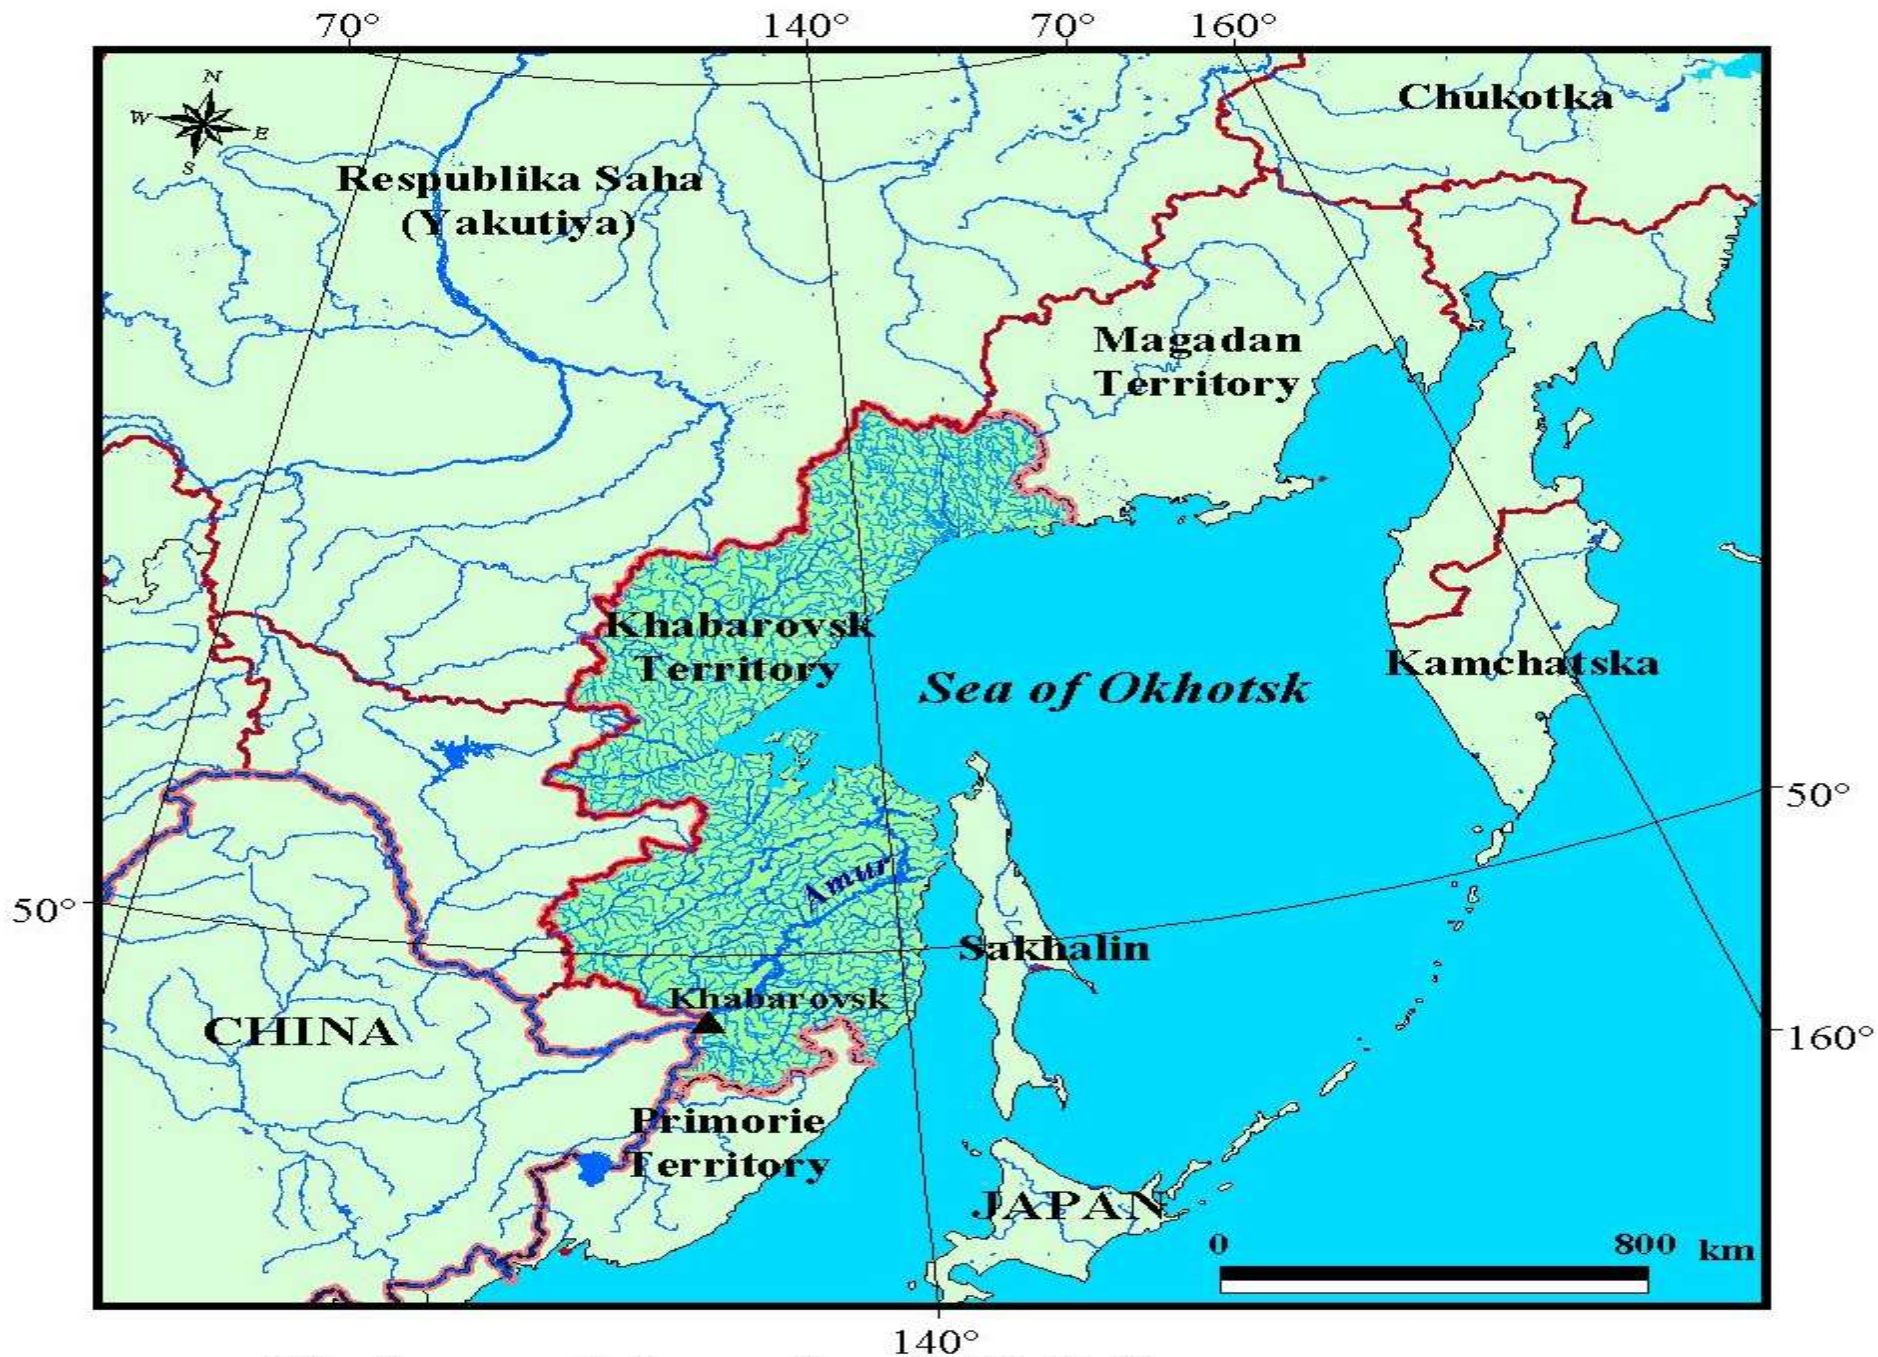 70° 140° 70° 160°
N
W E
S
Chukotka
Respublika Saha
(Yakutiya)
Magadan
Territory
Khabarovsk
Territory
Sea of Okhotsk
Kamchatska
50°
Amur
50°
Sakhalin
Khabarovsk
CHINA
160°
Primorie
Territory
JAPAN
0 800 km
140°